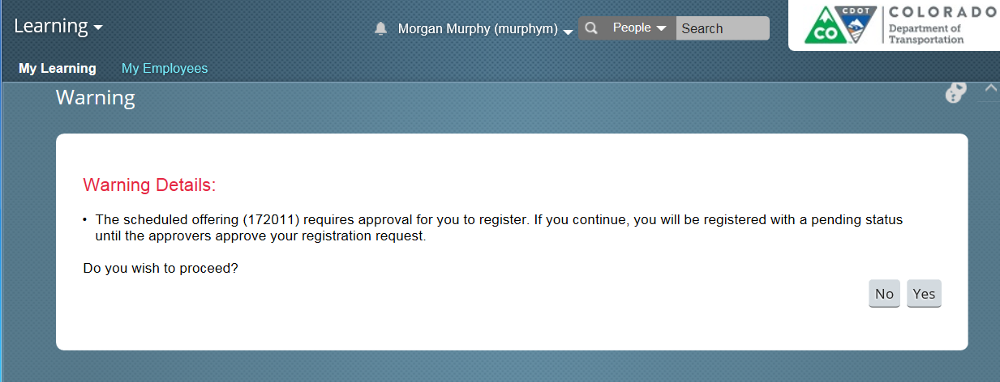 Learning
Morgan Murphy (murphym)
People
Search
CDOT
CO
COLORADO
Department of
Transportation
My Learning
My Employees
Warning
Warning Details:
• The scheduled offering (172011) requires approval for you to register. If you continue, you will be registered with a pending status
until the approvers approve your registration request.
Do you wish to proceed?
No
Yes